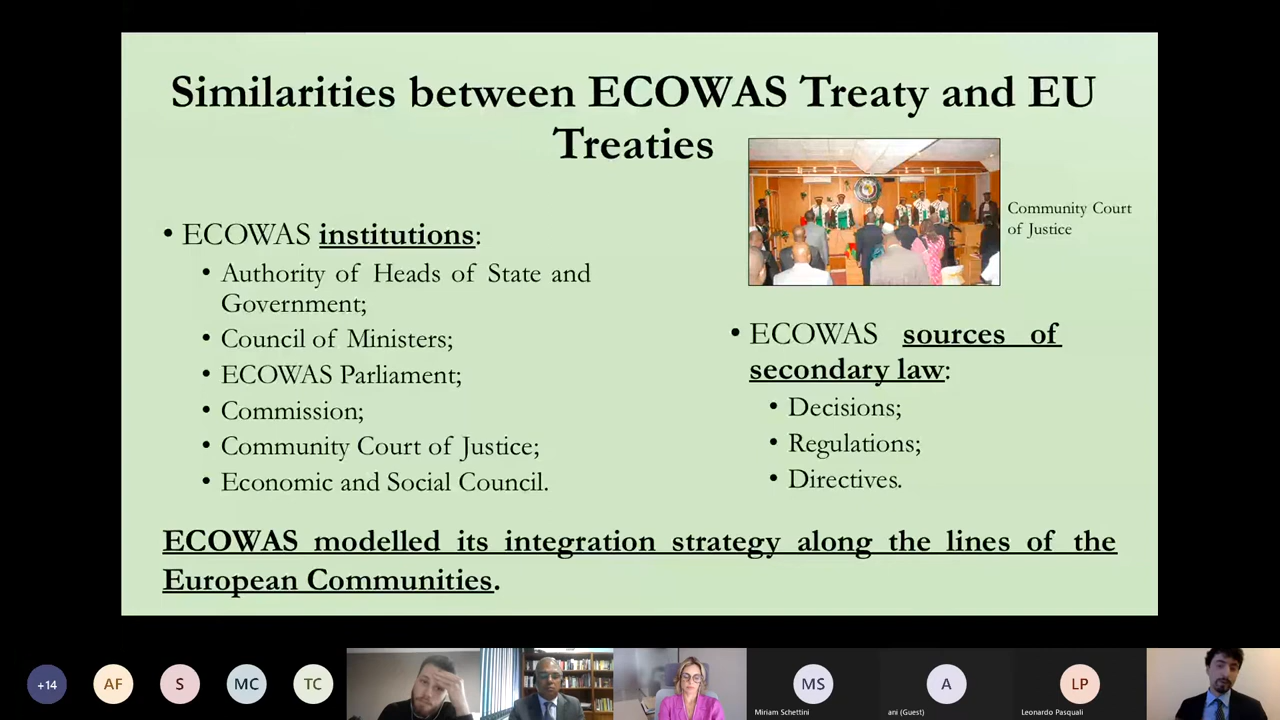 Similarities between ECOWAS Treaty and EU
Treaties
Community Court
of Justice
• ECOWAS institutions:
• Authority of Heads of State and
Government;
• Council of Ministers;
• ECOWAS Parliament;
• Commission;
• Community Court of Justice;
• Economic and Social Council.
• ECOWAS sources of
secondary law:
• Decisions;
• Regulations;
• Directives.
ECOWAS modelled its integration strategy along the lines of the
European Communities.
+14
AF
S
MC
TC
MS
Miriam Schettini
A
ani (Guest)
LP
Leonardo Pasquali